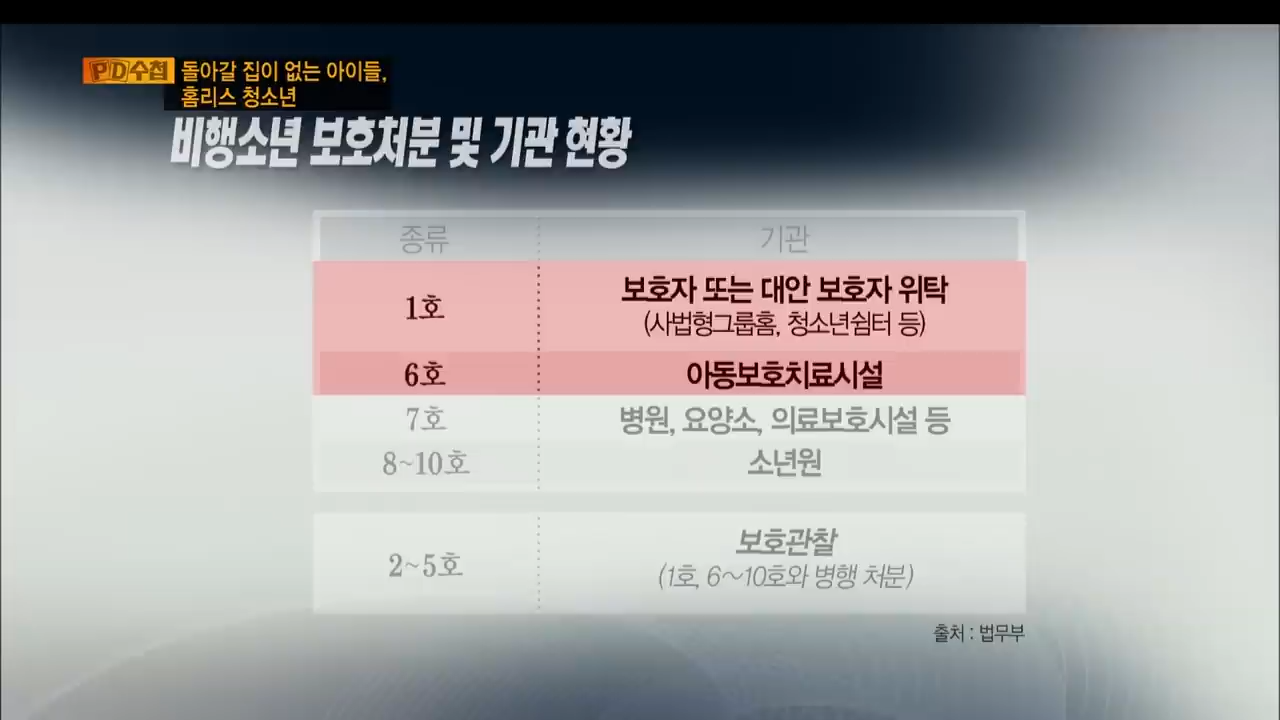 PD수첩 돌아갈 집이 없는 아이들,
홈리스 청소년
비행소년 보호처분 및 기관 현황
종류 기관
1호 보호자 또는 대안 보호자 위탁
(사법형그룹홈, 청소년쉼터 등)
6호 아동보호치료시설
7호 병원, 요양소, 의료보호시설 등
8~10호 소년원
2~5호 보호관찰
(1호, 6~10호와 병행 처분)
출처 : 법무부